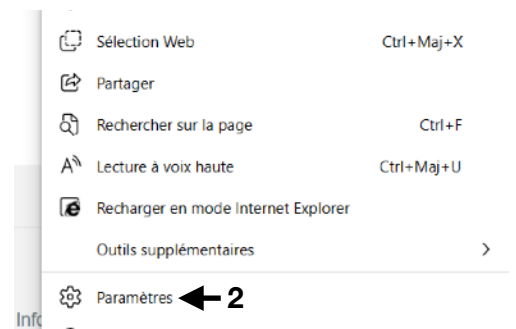 Sélection Web Ctrl+Maj+X
Partager
Rechercher sur la page Ctrl+F
Lecture à voix haute Ctrl+Maj+U
Recharger en mode Internet Explorer
Outils supplémentaires
Paramètres 2